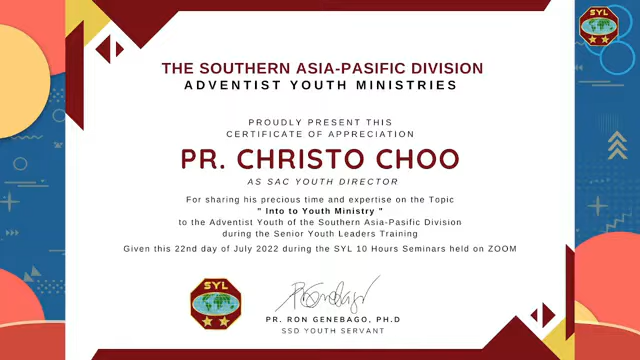 SYL
THE SOUTHERN ASIA-PASIFIC DIVISION
ADVENTIST YOUTH MINISTRIES
PROUDLY PRESENT THIS
CERTIFICATE OF APPRECIATION
PR. CHRISTO CHOO
AS SAC YOUTH DIRECTOR
For sharing his precious time and expertise on the Topic
" Into to Youth Ministry "
to the Adventist Youth of the Southern Asia-Pasific Division
during the Senior Youth Leaders Training
Given this 22nd day of July 2022 during the SYL 10 Hours Seminars held on ZOOM
SYL
PR. RON GENEBAGO, PH.D
SSD YOUTH SERVANT